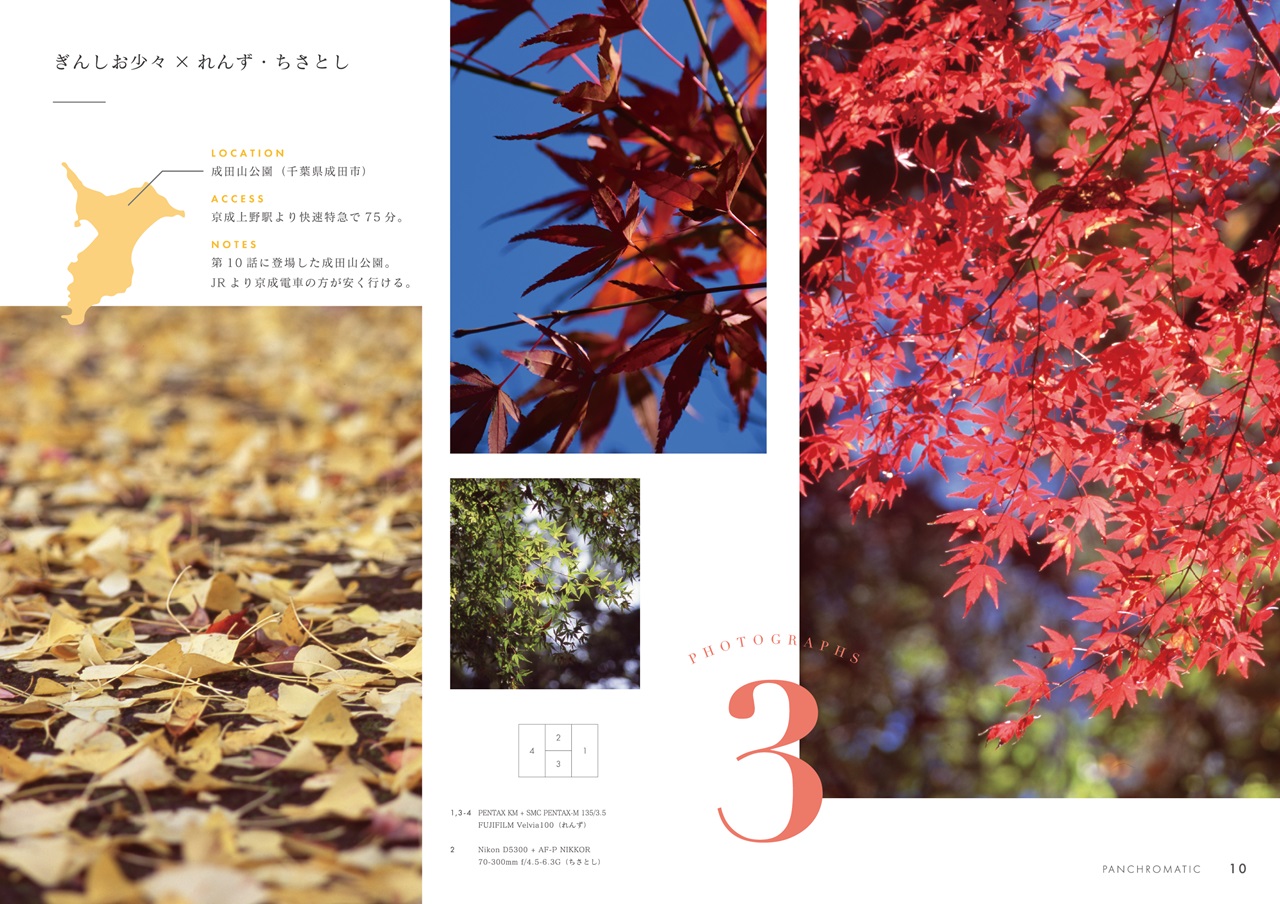 ぎんしお少々 × れんず・ちさとし
LOCATION
成田山公園（千葉県成田市）
ACCESS
京成上野駅より快速特急で 75 分。
NOTES
第 10 話に登場した成田山公園。
JR より京成電車の方が安く行ける。
PHOTOGRAPHS
3
4
2
1
3
1,3-4 PENTAX KM + SMC PENTAX-M 135/3.5
FUJIFILM Velvia100（れんず）
2 Nikon D5300 + AF-P NIKKOR
70-300mm f/4.5-6.3G（ちさとし）
PANCHROMATIC 10